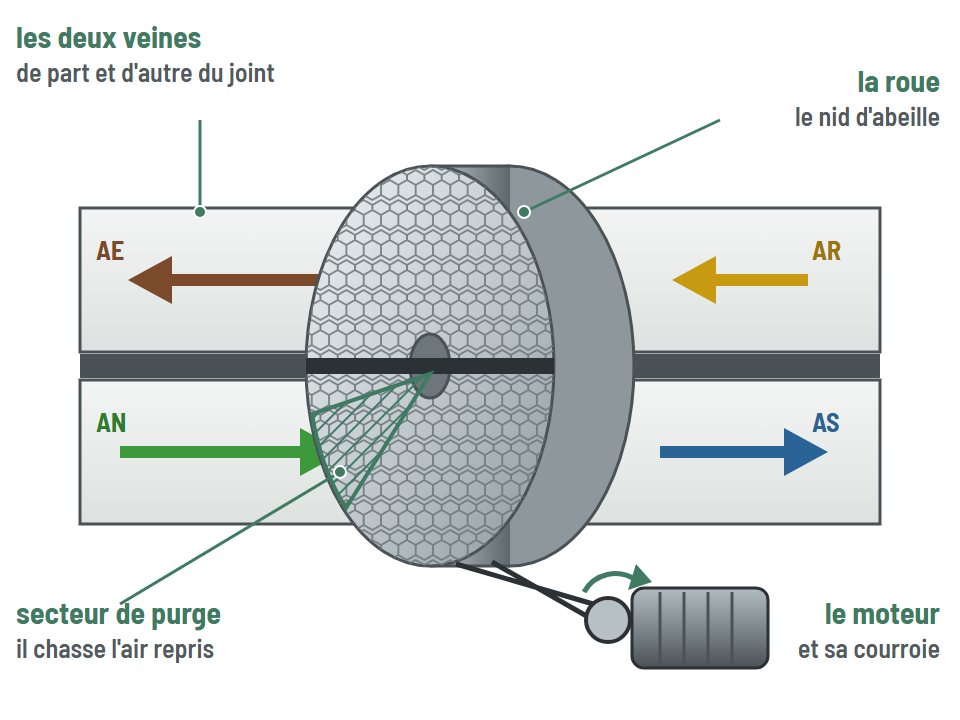 les deux veines
de part et d'autre du joint
la roue
le nid d'abeille
AE
AR
AN
AS
secteur de purge
il chasse l'air repris
le moteur
et sa courroie